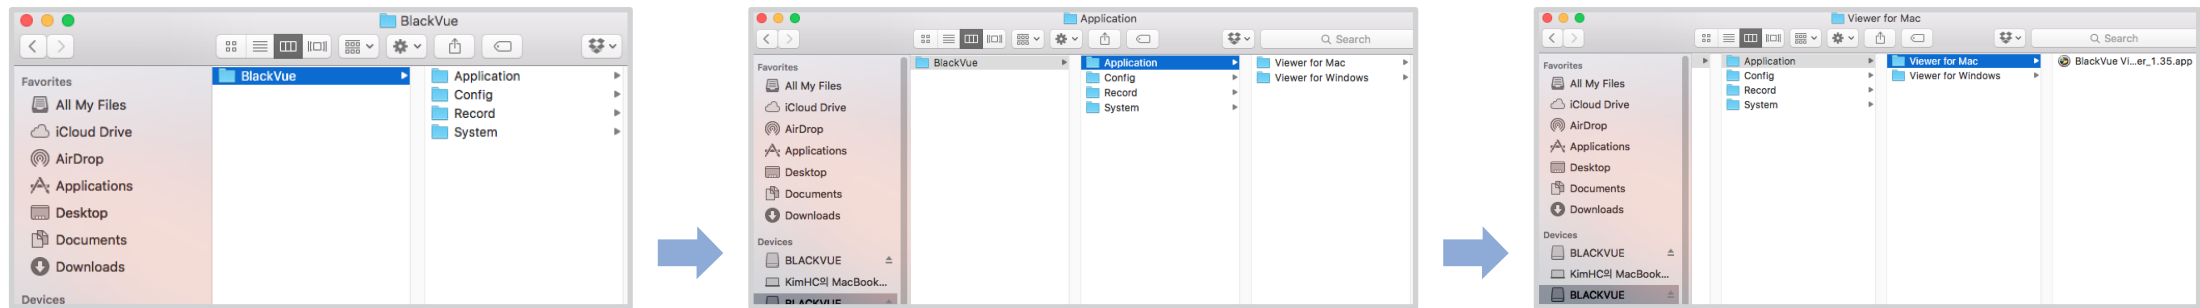 BlackVue
Favorites
All My Files
iCloud Drive
AirDrop
Applications
Desktop
Documents
Downloads
Devices
BlackVue
Application
Config
Record
System
Application
Search
Favorites
All My Files
iCloud Drive
AirDrop
Applications
Desktop
Documents
Downloads
Devices
BLACKVUE
KimHC의 MacBook...
BLACKVUE
BlackVue
Application
Config
Record
System
Viewer for Mac
Viewer for Windows
Viewer for Mac
Search
Favorites
All My Files
iCloud Drive
AirDrop
Applications
Desktop
Documents
Downloads
Devices
BLACKVUE
KimHC의 MacBook...
BLACKVUE
Application
Config
Record
System
Viewer for Mac
Viewer for Windows
BlackVue Vi...er_1.35.app